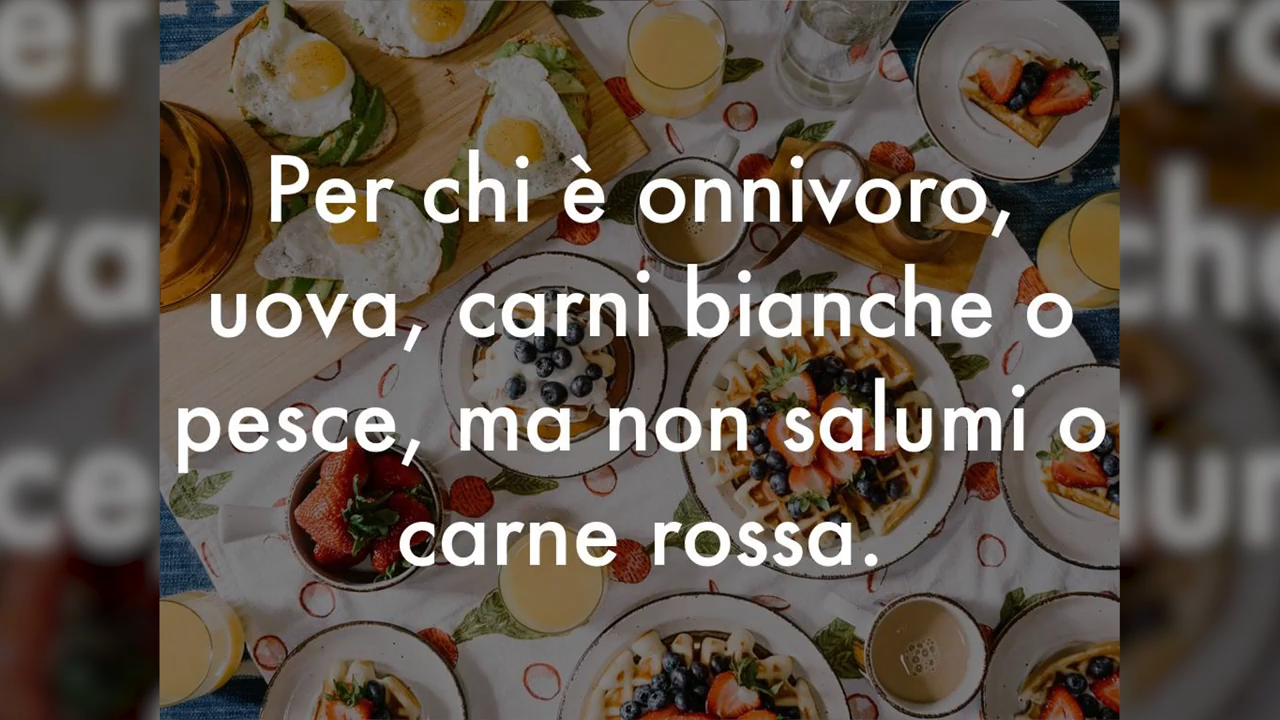 Per chi è onnivoro,
uova, carni bianche o
pesce, ma non salumi o
carne rossa.